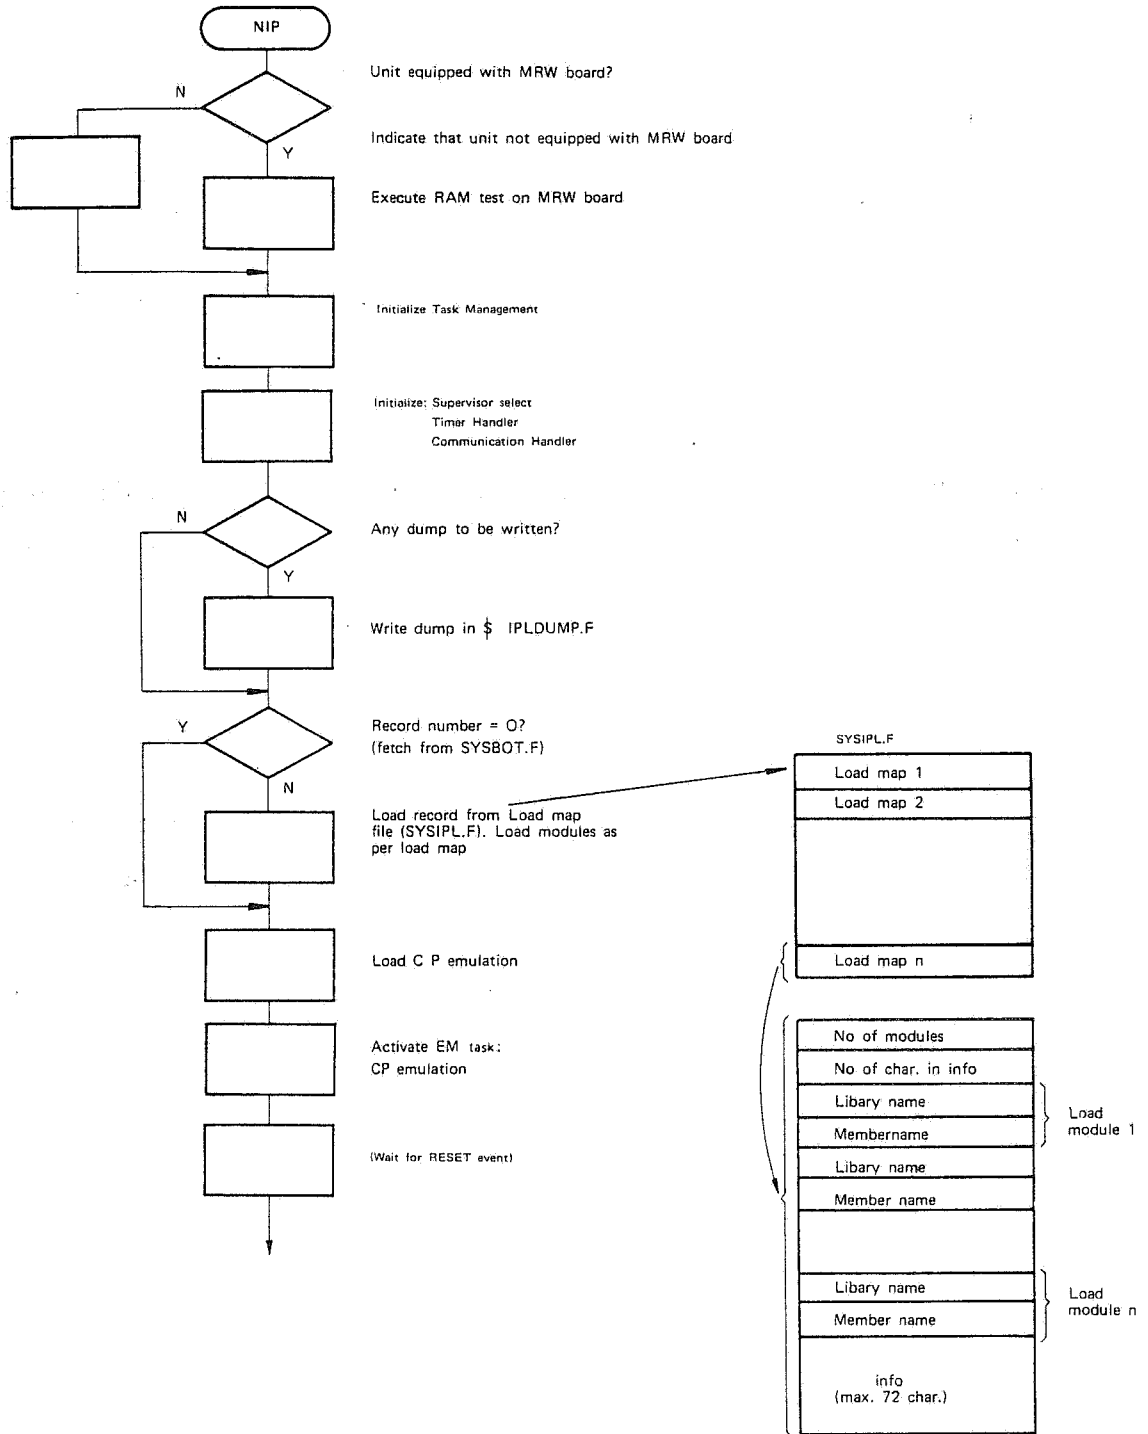 NIP
Unit equipped with MRW board?
N
Indicate that unit not equipped with MRW board
Y
Execute RAM test on MRW board
Initialize Task Management
Initialize: Supervisor select
Timer Handler
Communication Handler
N
Any dump to be written?
Y
Write dump in $ IPLDUMP.F
Y
Record number = O?
(fetch from SYSBOT.F)
N
Load record from Load map
file (SYSIPL.F). Load modules as
per load map
Load C P emulation
Activate EM task:
CP emulation
(Wait for RESET event)
SYSIPL.F
Load map 1
Load map 2
Load map n
No of modules
No of char. in info
Libary name
Membername
Load
module 1
Libary name
Member name
Libary name
Member name
Load
module n
info
(max. 72 char.)